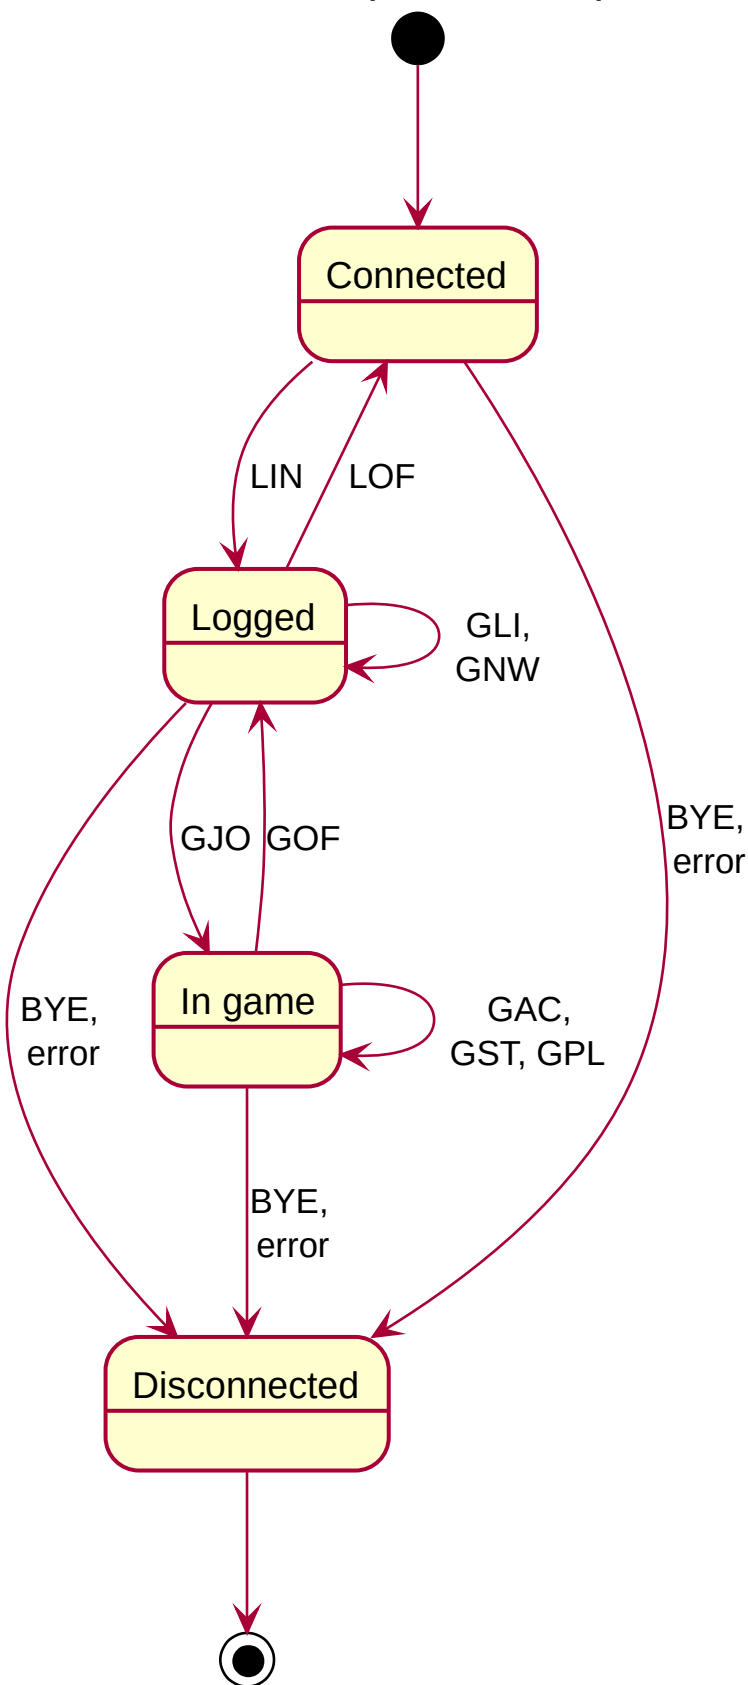 Connected
LIN
LOF
Logged
GLI,
GNW
BYE,
error
GJO
GOF
In game
GAC,
GST, GPL
BYE,
error
BYE,
error
Disconnected